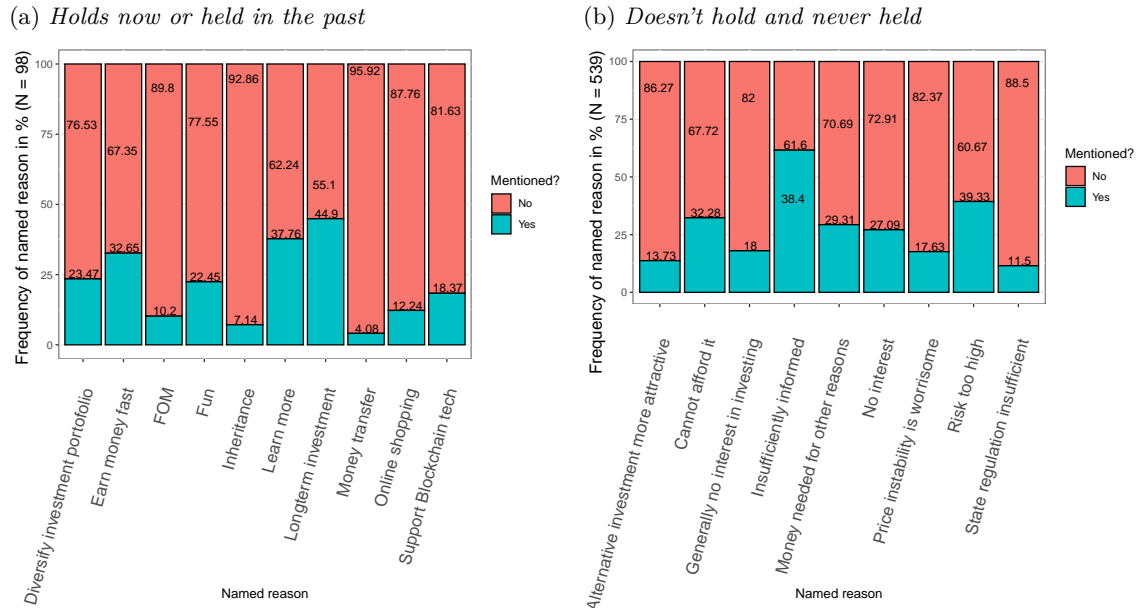 (a) Holds now or held in the past
Frequency of named reason in % (N = 98)
100
75
50
25
0
76.53
67.35
89.8
77.55
92.86
62.24
55.1
95.92
87.76
81.63
23.47
32.65
10.2
22.45
7.14
37.76
44.9
4.08
12.24
18.37
Diversify investment portofolio
Earn money fast
FOM
Fun
Inheritance
Learn more
Longterm investment
Money transfer
Online shopping
Support Blockchain tech
Named reason
Mentioned?
No
Yes
(b) Doesn't hold and never held
Frequency of named reason in % (N = 539)
100
75
50
25
0
86.27
67.72
82
61.6
70.69
72.91
82.37
60.67
88.5
13.73
32.28
18
38.4
29.31
27.09
17.63
39.33
11.5
Alternative investment more attractive
Cannot afford it
Generally no interest in investing
Insufficiently informed
Money needed for other reasons
No interest
Price instability is worrisome
Risk too high
State regulation insufficient
Named reason
Mentioned?
No
Yes